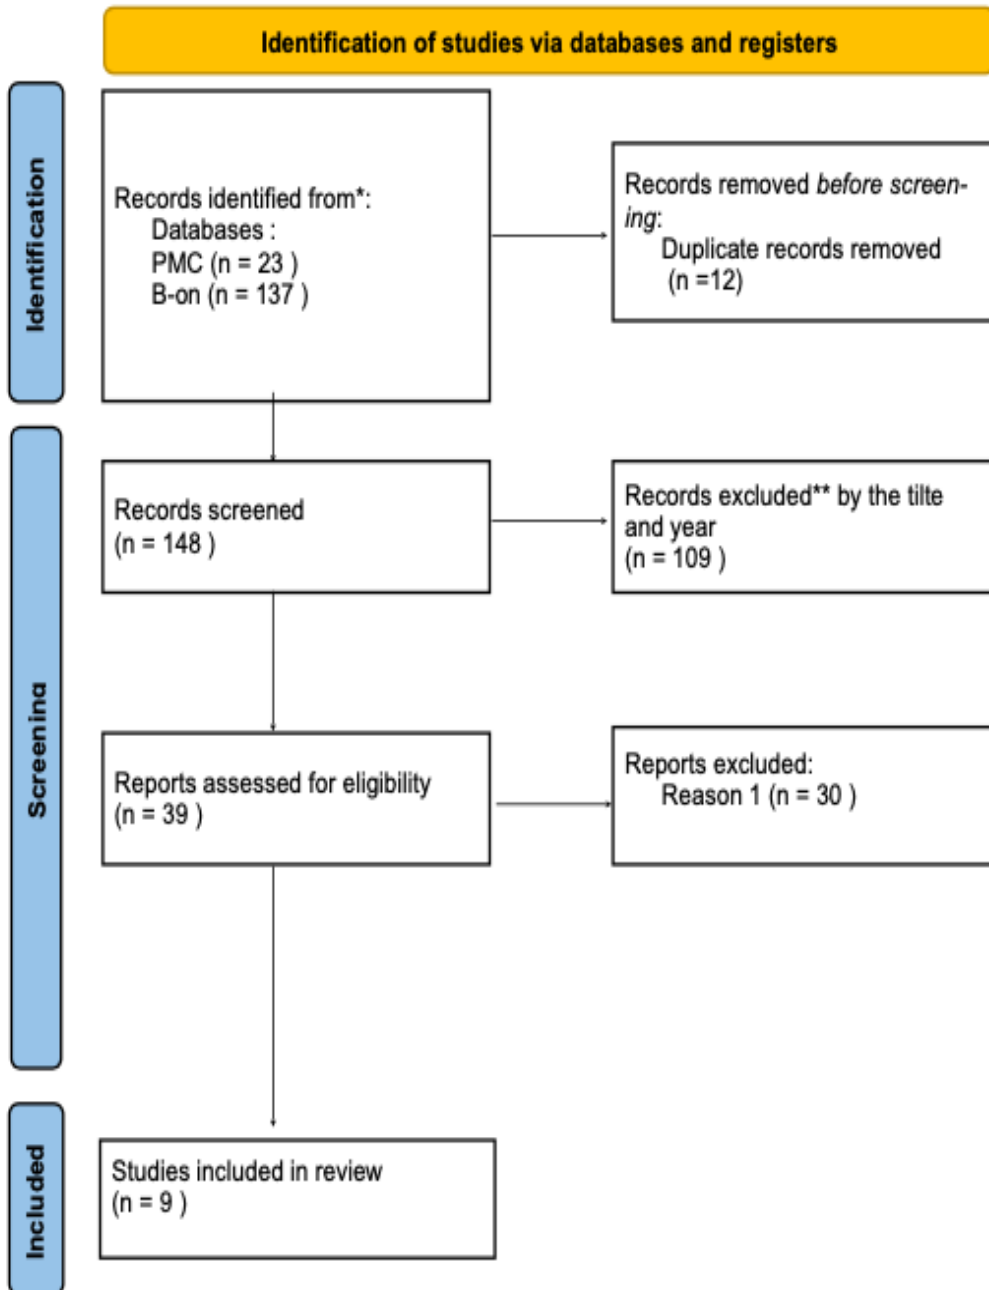 Identification of studies via databases and registers
Identification
Records identified from*:
Databases :
PMC (n = 23 )
B-on (n = 137 )
Records removed before screen-
ing:
Duplicate records removed
(n =12)
Screening
Records screened
(n = 148 )
Records excluded** by the tilte
and year
(n = 109 )
Reports assessed for eligibility
(n = 39 )
Reports excluded:
Reason 1 (n = 30 )
Included
Studies included in review
(n = 9 )